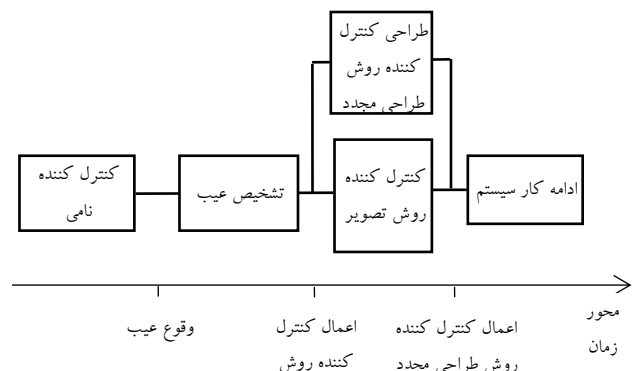 طراحی کنترل
کننده روش
طراحی مجدد
کنترل کننده
نامی
تشخیص عیب
کنترل کننده
روش تصویر
ادامه کار سیستم
وقوع عیب
اعمال کنترل
کننده روش
اعمال کنترل کننده
روش طراحی مجدد
محور
زمان